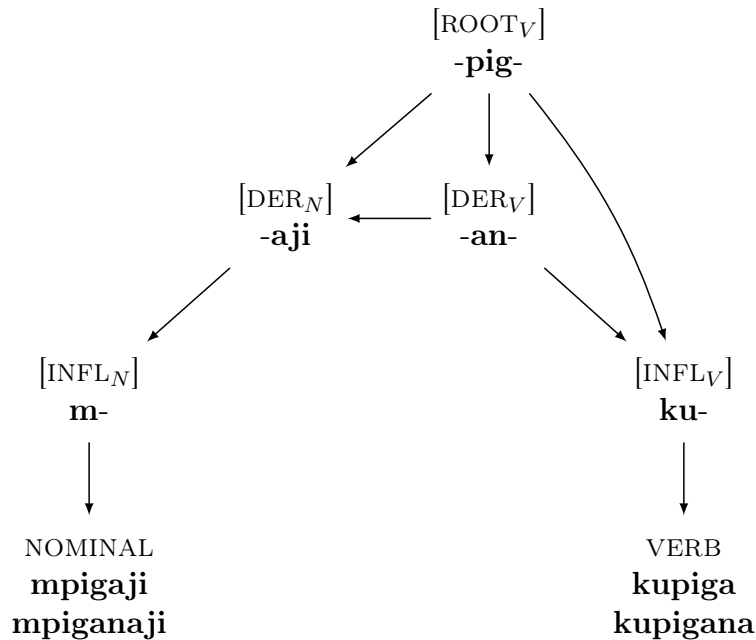 [ROOT_V]
-pig-
[DER_N]
-aji
[DER_V]
-an-
[INFL_N]
m-
[INFL_V]
ku-
NOMINAL
mpigaji
mpiganaji
VERB
kupiga
kupigana